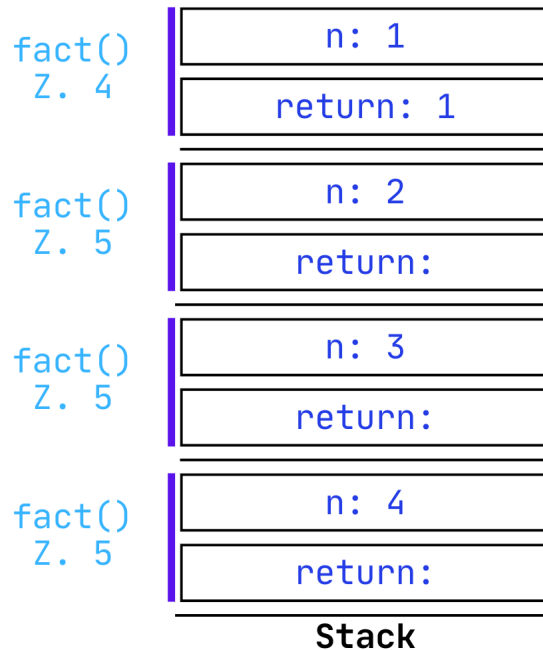 fact()
Z. 4
n: 1
return: 1
fact()
Z. 5
n: 2
return:
fact()
Z. 5
n: 3
return:
fact()
Z. 5
n: 4
return:
Stack